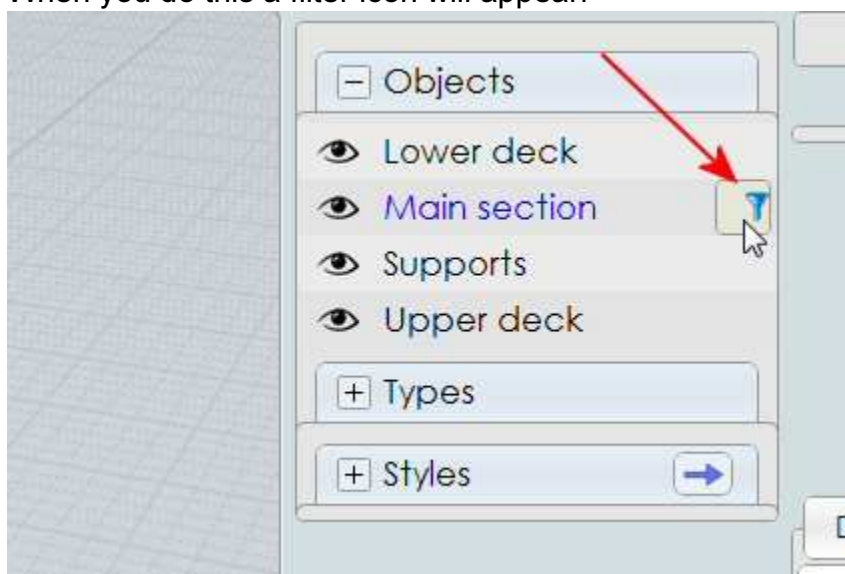 When you do this a filter icon will appear:
Objects
Lower deck
Main section
Supports
Upper deck
Types
Styles